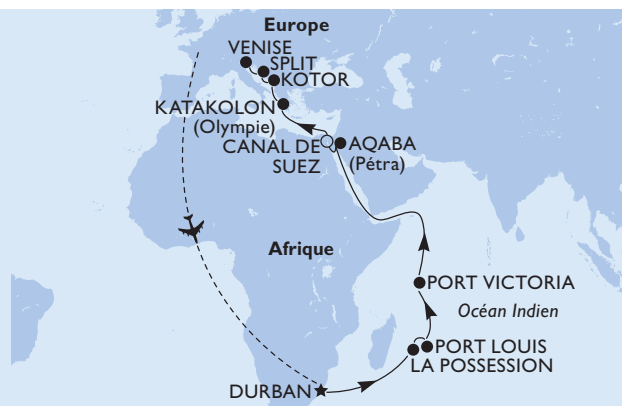 Europe
VENISE
SPLIT
KOTOR
KATAKOLON
(Olympie)
CANAL DE
SUEZ
AQABA
(Pétra)
Afrique
PORT VICTORIA
Océan Indien
PORT LOUIS
LA POSSESSION
DURBAN